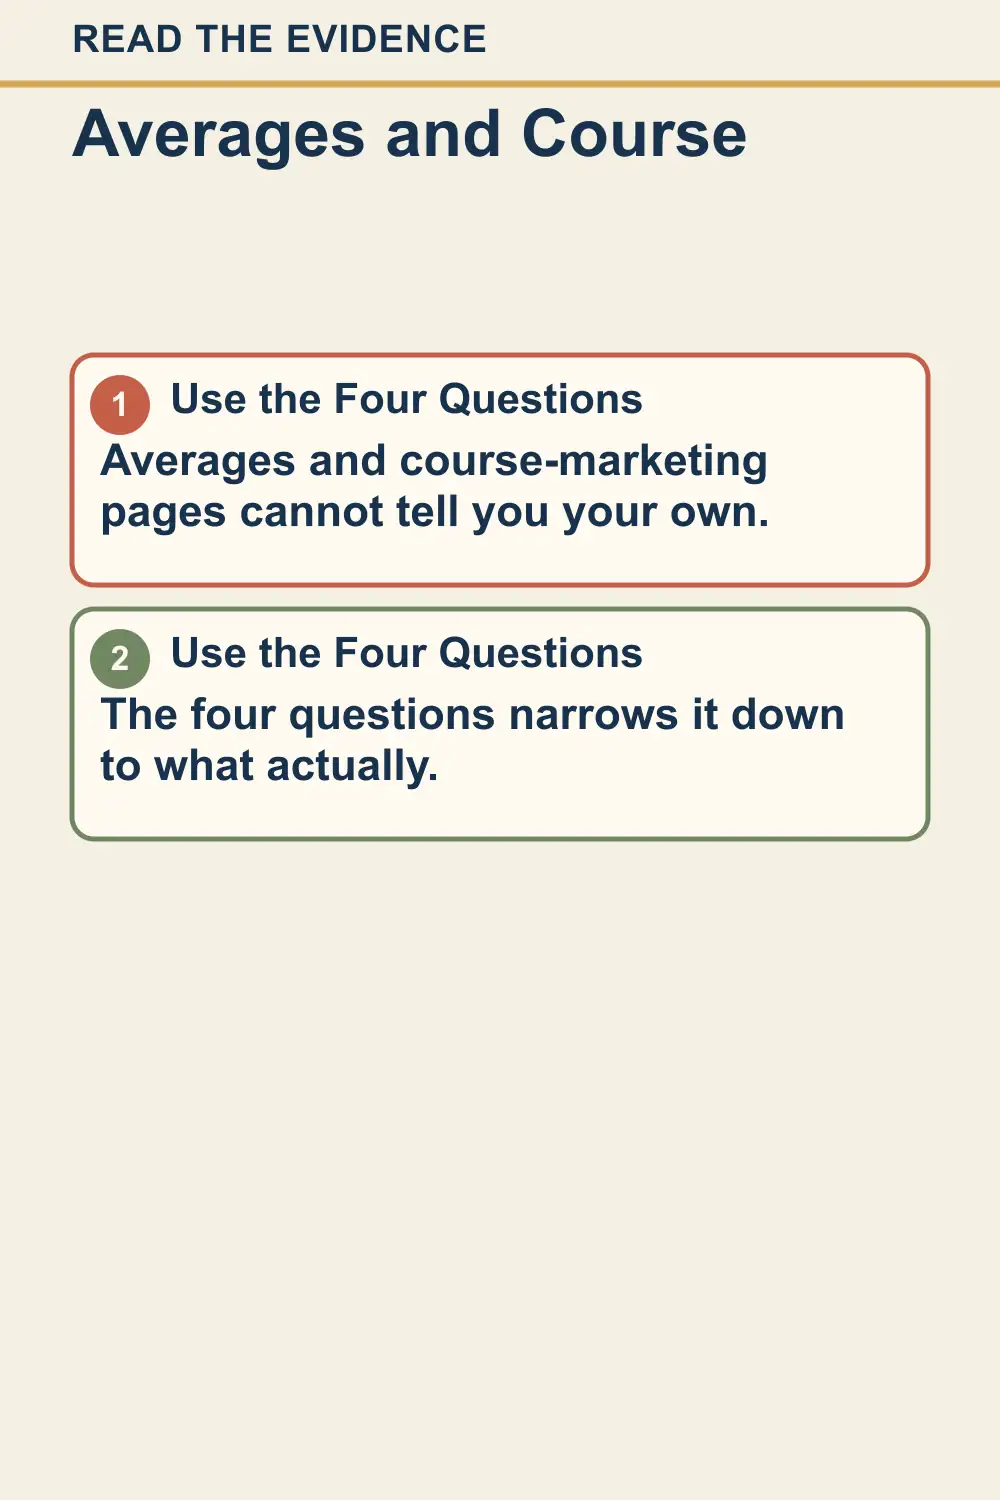 READ THE EVIDENCE
Averages and Course
1 Use the Four Questions
Averages and course-marketing
pages cannot tell you your own.
2 Use the Four Questions
The four questions narrows it down
to what actually.